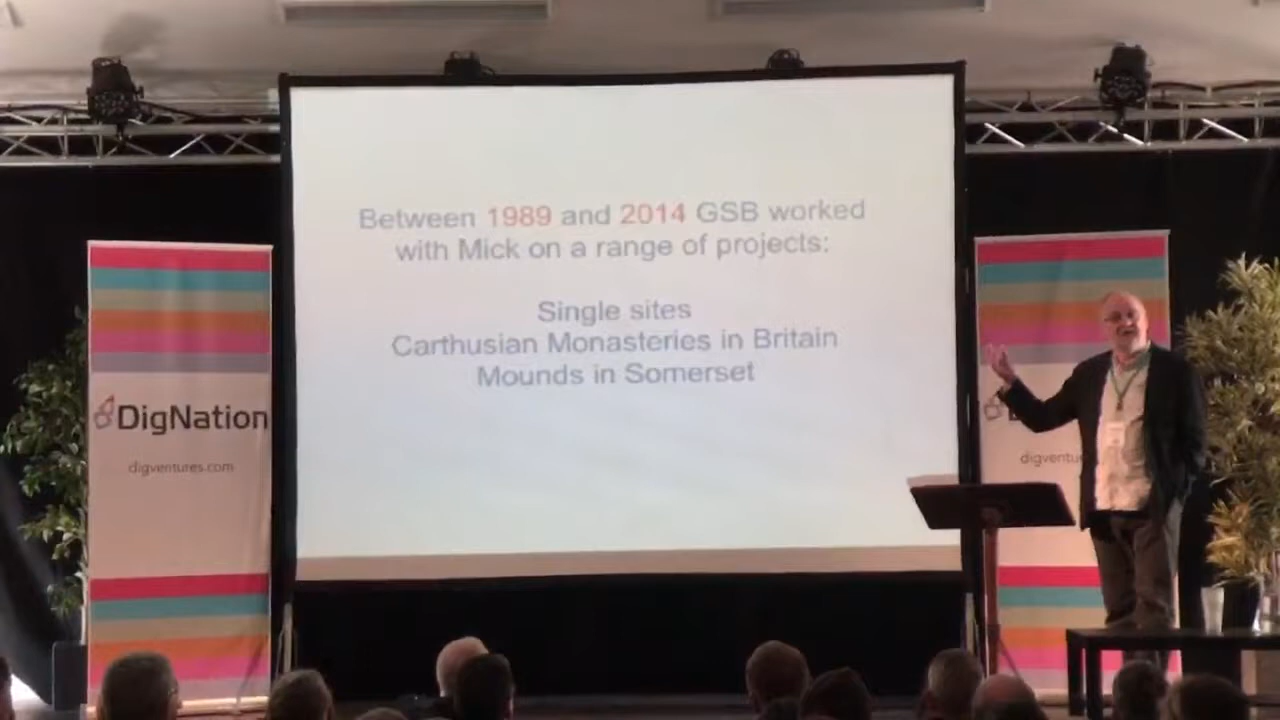 Between 1989 and 2014 GSB worked
with Mick on a range of projects:
Single sites
Carthusian Monasteries in Britain
Mounds in Somerset
DigNation
digventures.com
digventu